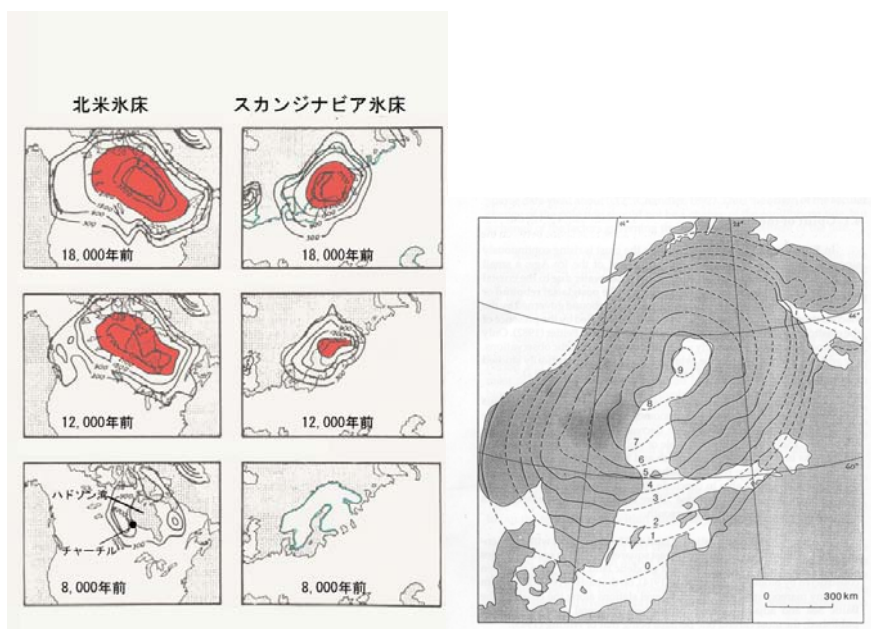 北米氷床
スカンジナビア氷床
18,000年前
18,000年前
12,000年前
12,000年前
ハドソン湾
チャーチル
8,000年前
8,000年前
9
8
7
6
5
4
3
2
1
0
0 300 km